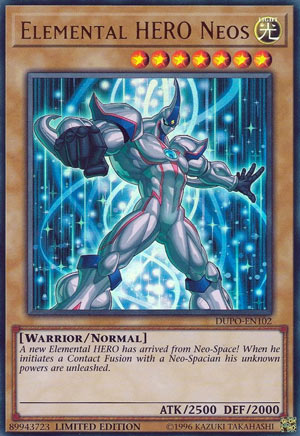 ELEMENTAL HERO NEOS
LIGHT
光
DUPO-EN102
[WARRIOR/NORMAL]
A new Elemental HERO has arrived from Neo-Space! When he
initiates a Contact Fusion with a Neo-Spacian his unknown
powers are unleashed.
ATK/2500 DEF/2000
89943723 LIMITED EDITION ©1996 KAZUKI TAKAHASHI